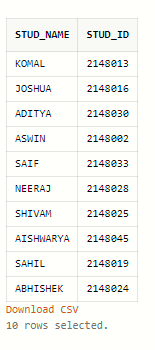 STUD_NAME STUD_ID
KOMAL 2148013
JOSHUA 2148016
ADITYA 2148030
ASWIN 2148002
SAIF 2148033
NEERAJ 2148028
SHIVAM 2148025
AISHWARYA 2148045
SAHIL 2148019
ABHISHEK 2148024
Download CSV
10 rows selected.